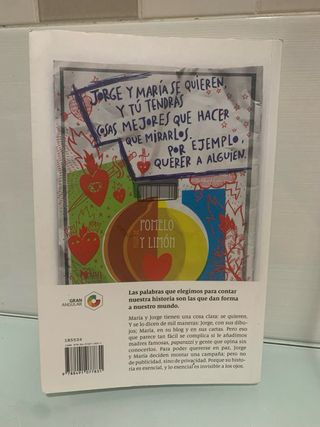 JORGE Y MARÍA SE QUIEREN,
Y TÚ TENDRÁS
COSAS MEJORES QUE HACER
QUE MIRARLOS.
POR EJEMPLO,
QUERER A ALGUIEN.
POMELO
Y LIMÓN
Las palabras que elegimos para contar
nuestra historia son las que dan forma
a nuestro mundo.
GRAN
ANGULAR
María y Jorge tienen una cosa clara: se quieren.
Y se lo dicen de mil maneras: Jorge, con sus dibu-
jos; María, en su blog y en sus cartas. Pero eso
que parece tan fácil se complica si le añadimos
madres famosas, paparazzi y gente que opina sin
conocerlos. Para poder quererse en paz, Jorge
y María deciden montar una campaña; pero no
de publicidad, sino de privacidad. Porque su his-
toria es esencial, y lo esencial es invisible a los ojos.
185534